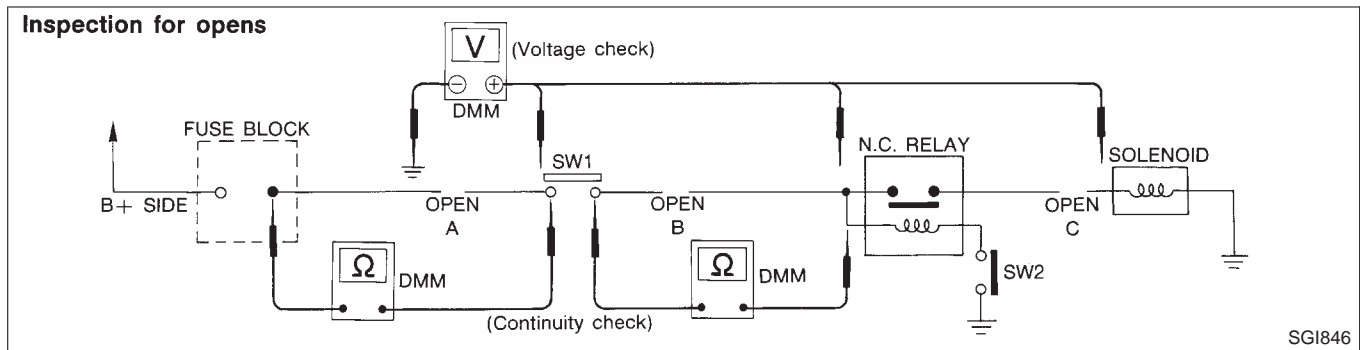 Inspection for opens
V
(Voltage check)
− +
DMM
FUSE BLOCK
SW1
N.C. RELAY
SOLENOID
B+ SIDE
OPEN
A
OPEN
B
OPEN
C
Ω
DMM
Ω
DMM
SW2
(Continuity check)
SGI846